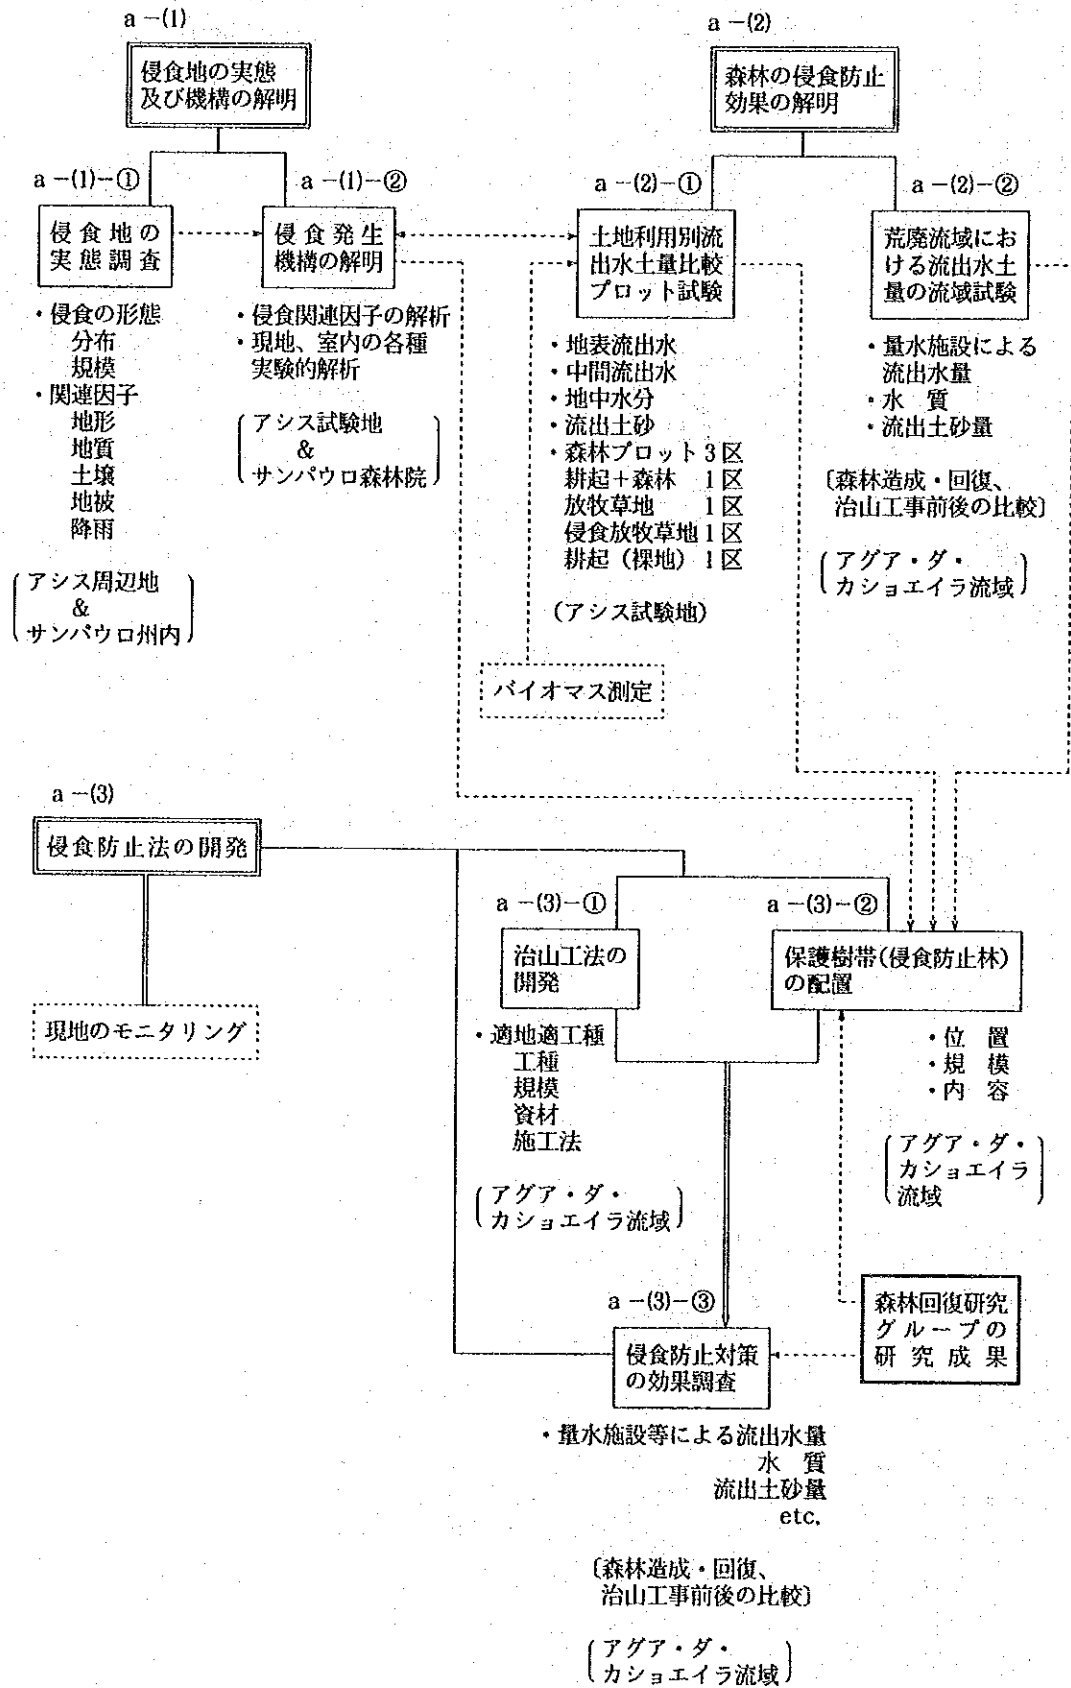 a－(1)
侵食地の実態
及び機構の解明
a－(1)－①
侵食地の
実態調査
・侵食の形態
分布
規模
・関連因子
地形
地質
土壌
地被
降雨
アシス周辺地
＆
サンパウロ州内
a－(1)－②
侵食発生
機構の解明
・侵食関連因子の解析
・現地、室内の各種
実験的解析
アシス試験地
＆
サンパウロ森林院
a－(2)
森林の侵食防止
効果の解明
a－(2)－①
土地利用別流
出水土量比較
プロット試験
・地表流出水
・中間流出水
・地中水分
・流出土砂
・森林プロット3区
耕起＋森林 1区
放牧草地 1区
侵食放牧草地1区
耕起（裸地）1区
（アシス試験地）
バイオマス測定
a－(2)－②
荒廃流域にお
ける流出水土
量の流域試験
・量水施設による
流出水量
・水 質
・流出土砂量
〔森林造成・回復、
治山工事前後の比較〕
アグア・ダ・
カショエイラ流域
a－(3)
侵食防止法の開発
現地のモニタリング
a－(3)－①
治山工法の
開発
・適地適工種
工種
規模
資材
施工法
アグア・ダ・
カショエイラ流域
a－(3)－②
保護樹帯(侵食防止林)
の配置
・位 置
・規 模
・内 容
アグア・ダ・
カショエイラ
流域
森林回復研究
グループの
研究成果
a－(3)－③
侵食防止対策
の効果調査
・量水施設等による流出水量
水 質
流出土砂量
etc.
〔森林造成・回復、
治山工事前後の比較〕
アグア・ダ・
カショエイラ流域